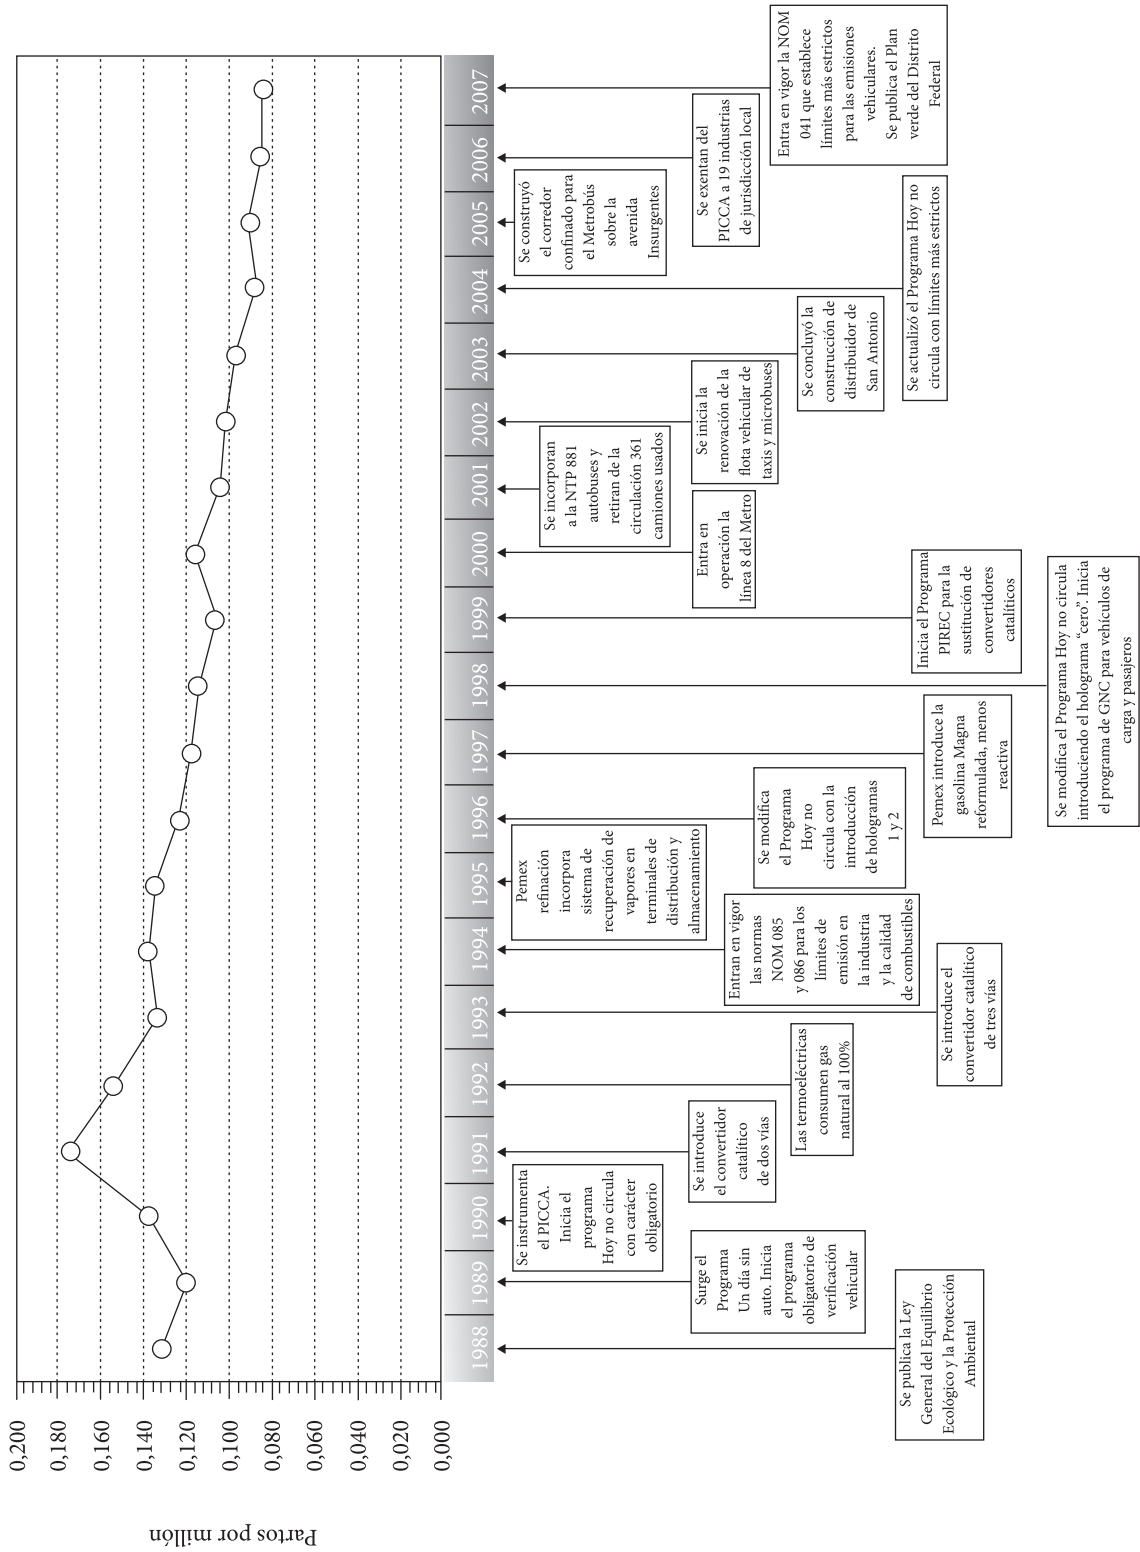 Partos por millón
0,200
0,180
0,160
0,140
0,120
0,100
0,080
0,060
0,040
0,020
0,000
1988
1989
1990
1991
1992
1993
1994
1995
1996
1997
1998
1999
2000
2001
2002
2003
2004
2005
2006
2007
Se publica la Ley
General del Equilibrio
Ecológico y la Protección
Ambiental
Surge el
Programa
Un día sin
auto. Inicia
el programa
obligatorio de
verificación
vehicular
Se instrumenta
el PICCA.
Inicia el
programa
Hoy no circula
con carácter
obligatorio
Se introduce
el convertidor
catalítico
de dos vías
Las termoeléctricas
consumen gas
natural al 100%
Se introduce el
convertidor catalítico
de tres vías
Entran en vigor
las normas
NOM 085
y 086 para los
límites de
emisión en
la industria
y la calidad
de combustibles
Pemex
refinación
incorpora
sistema de
recuperación de
vapores en
terminales de
distribución y
almacenamiento
Se modifica
el Programa
Hoy no
circula con la
introducción
de hologramas
1 y 2
Pemex introduce la
gasolina Magna
reformulada, menos
reactiva
Se modifica el Programa Hoy no circula
introduciendo el holograma “cero”. Inicia
el programa de GNC para vehículos de
carga y pasajeros
Inicia el Programa
PIREC para la
sustitución de
convertidores
catalíticos
Entra en
operación la
línea 8 del Metro
Se incorporan
a la NTP 881
autobuses y
retiran de la
circulación 361
camiones usados
Se inicia la
renovación de la
flota vehicular de
taxis y microbuses
Se concluyó la
construcción de
distribuidor de
San Antonio
Se actualizó el Programa Hoy no
circula con límites más estrictos
Se construyó
el corredor
confinado para
el Metrobús
sobre la
avenida
Insurgentes
Se exentan del
PICCA a 19 industrias
de jurisdicción local
Entra en vigor la NOM
041 que establece
límites más estrictos
para las emisiones
vehiculares.
Se publica el Plan
verde del Distrito
Federal